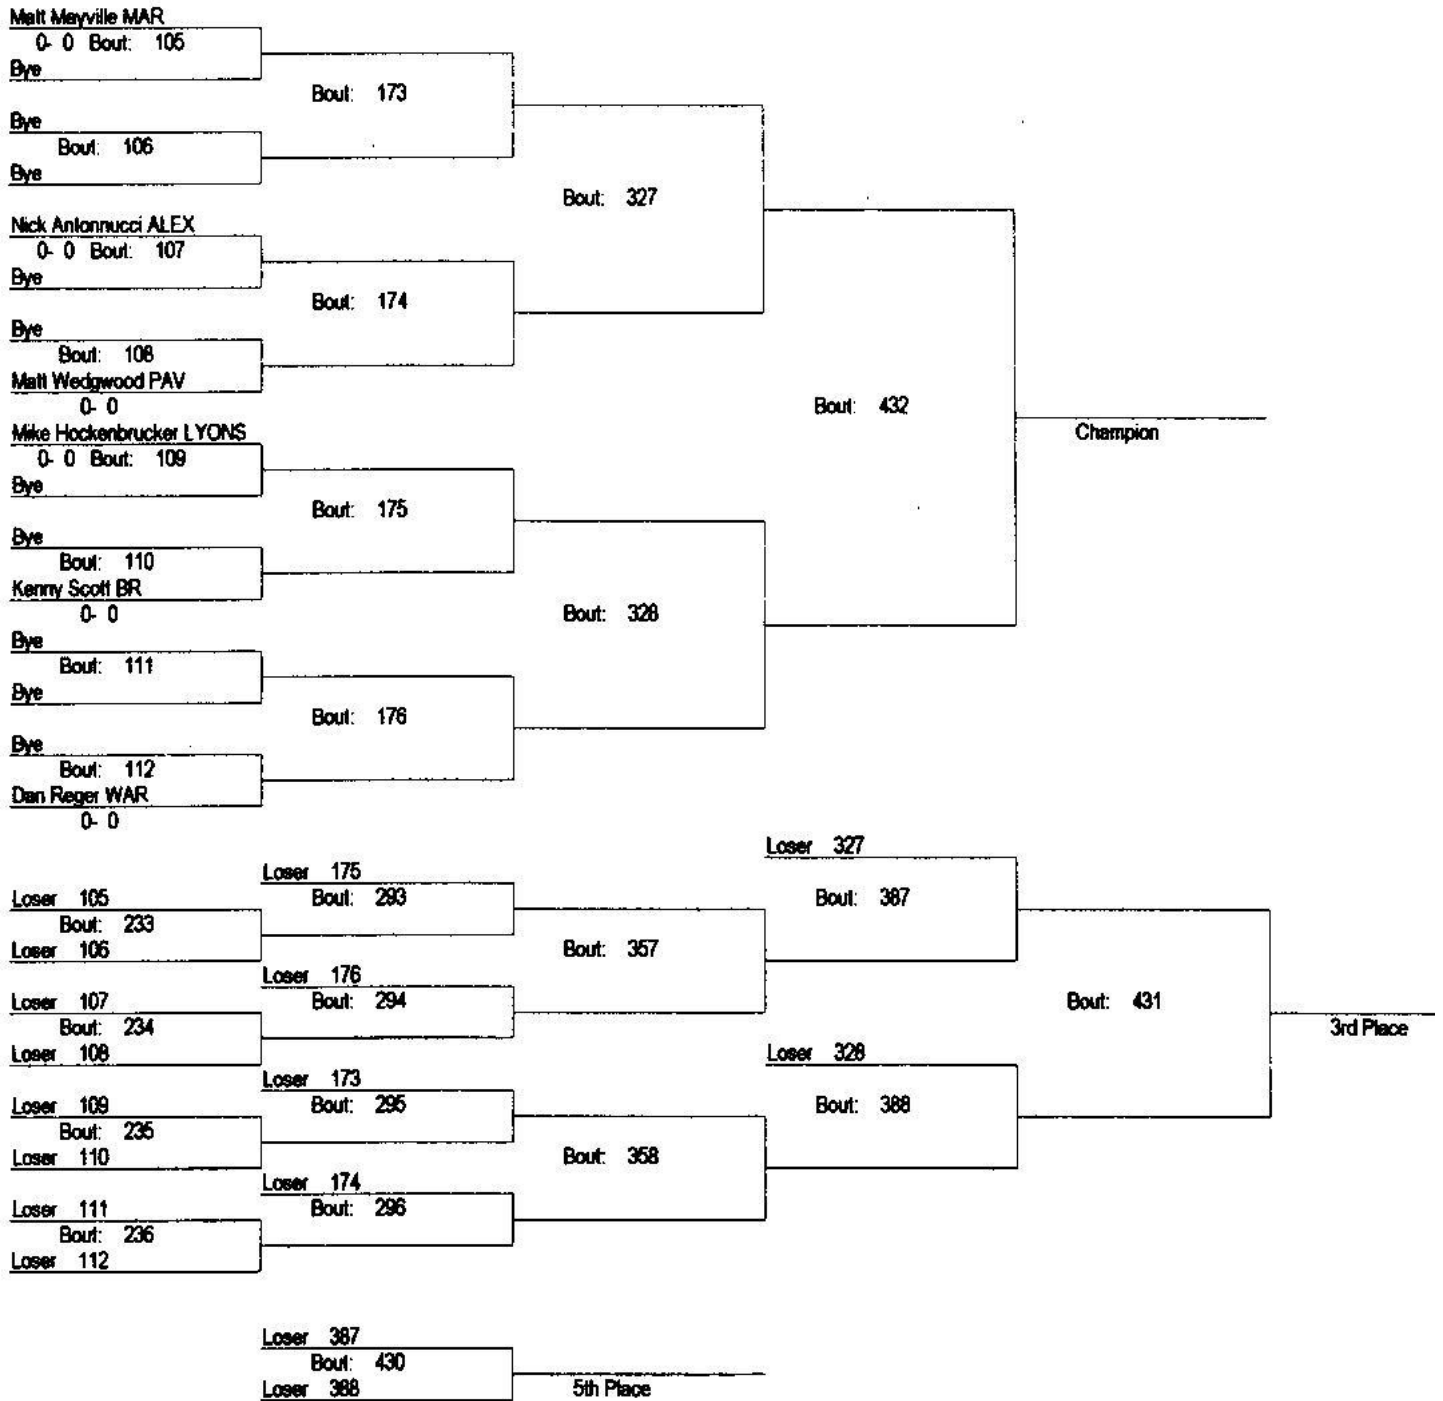 Matt Mayville MAR
0- 0 Bout: 105
Bye
Bout: 173
Bye
Bout: 106
Bye
Bout: 327
Nick Antonnucci ALEX
0- 0 Bout: 107
Bye
Bout: 174
Bye
Bout: 108
Matt Wedgwood PAV
0- 0
Bout: 432
Champion
Mike Hockenbrucker LYONS
0- 0 Bout: 109
Bye
Bout: 175
Bye
Bout: 110
Kenny Scott BR
0- 0
Bout: 328
Bye
Bout: 111
Bye
Bout: 176
Bye
Bout: 112
Dan Reger WAR
0- 0
Loser 327
Loser 175
Loser 105
Bout: 293
Bout: 387
Bout: 233
Loser 106
Bout: 357
Loser 176
Loser 107
Bout: 294
Bout: 431
Bout: 234
3rd Place
Loser 108
Loser 328
Loser 173
Loser 109
Bout: 295
Bout: 388
Bout: 235
Loser 110
Bout: 358
Loser 174
Loser 111
Bout: 296
Bout: 236
Loser 112
Loser 387
Bout: 430
Loser 388
5th Place